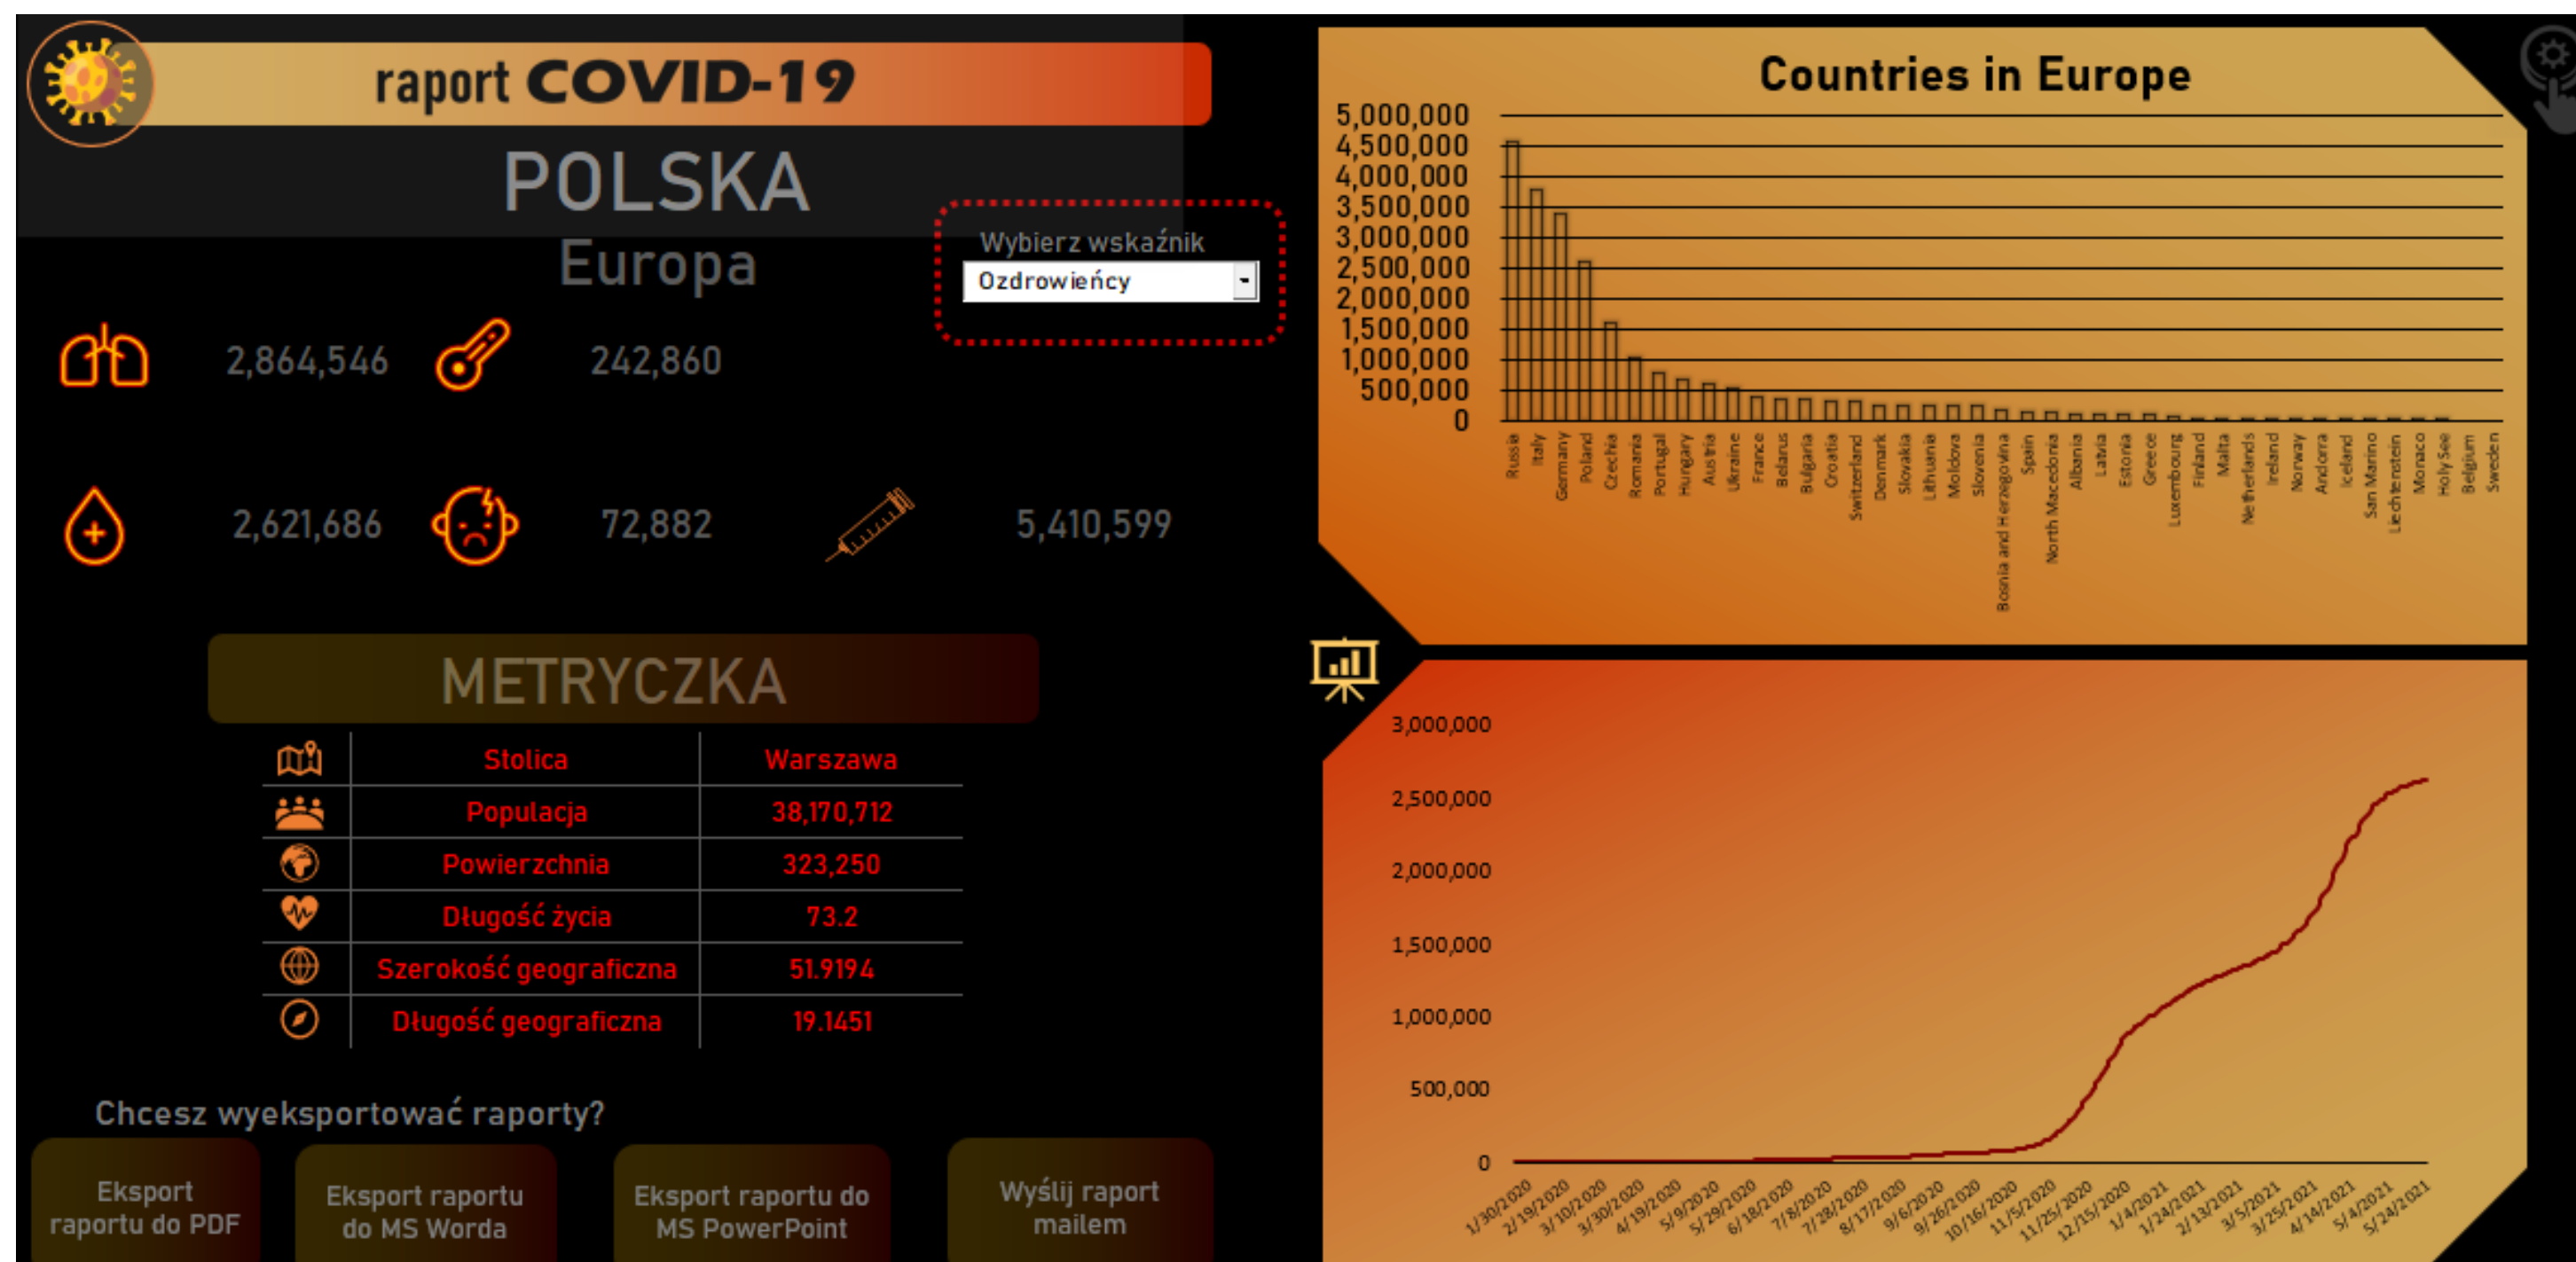 raport COVID-19
POLSKA
Europa
Wybierz wskaźnik
Ozdrowieńcy
2,864,546
242,860
2,621,686
72,882
5,410,599
METRYCZKA
Stolica Warszawa
Populacja 38,170,712
Powierzchnia 323,250
Długość życia 73.2
Szerokość geograficzna 51.9194
Długość geograficzna 19.1451
Chcesz wyeksportować raporty?
Eksport
raportu do PDF
Eksport raportu
do MS Worda
Eksport raportu do
MS PowerPoint
Wyślij raport
mailem
Countries in Europe
5,000,000
4,500,000
4,000,000
3,500,000
3,000,000
2,500,000
2,000,000
1,500,000
1,000,000
500,000
0
Russia
Italy
Germany
Poland
Czechia
Romania
Portugal
Hungary
Austria
Ukraine
France
Belarus
Bulgaria
Croatia
Switzerland
Denmark
Slovakia
Lithuania
Moldova
Slovenia
Bosnia and Herzegovina
Spain
North Macedonia
Albania
Latvia
Estonia
Greece
Luxembourg
Finland
Malta
Netherlands
Ireland
Norway
Andorra
Iceland
San Marino
Liechtenstein
Monaco
Holy See
Belgium
Sweden
3,000,000
2,500,000
2,000,000
1,500,000
1,000,000
500,000
0
1/30/2020
2/19/2020
3/10/2020
3/30/2020
4/19/2020
5/9/2020
5/29/2020
6/18/2020
7/8/2020
7/28/2020
8/17/2020
9/6/2020
9/26/2020
10/16/2020
11/5/2020
11/25/2020
12/15/2020
1/4/2021
1/24/2021
2/13/2021
3/5/2021
3/25/2021
4/14/2021
5/4/2021
5/24/2021